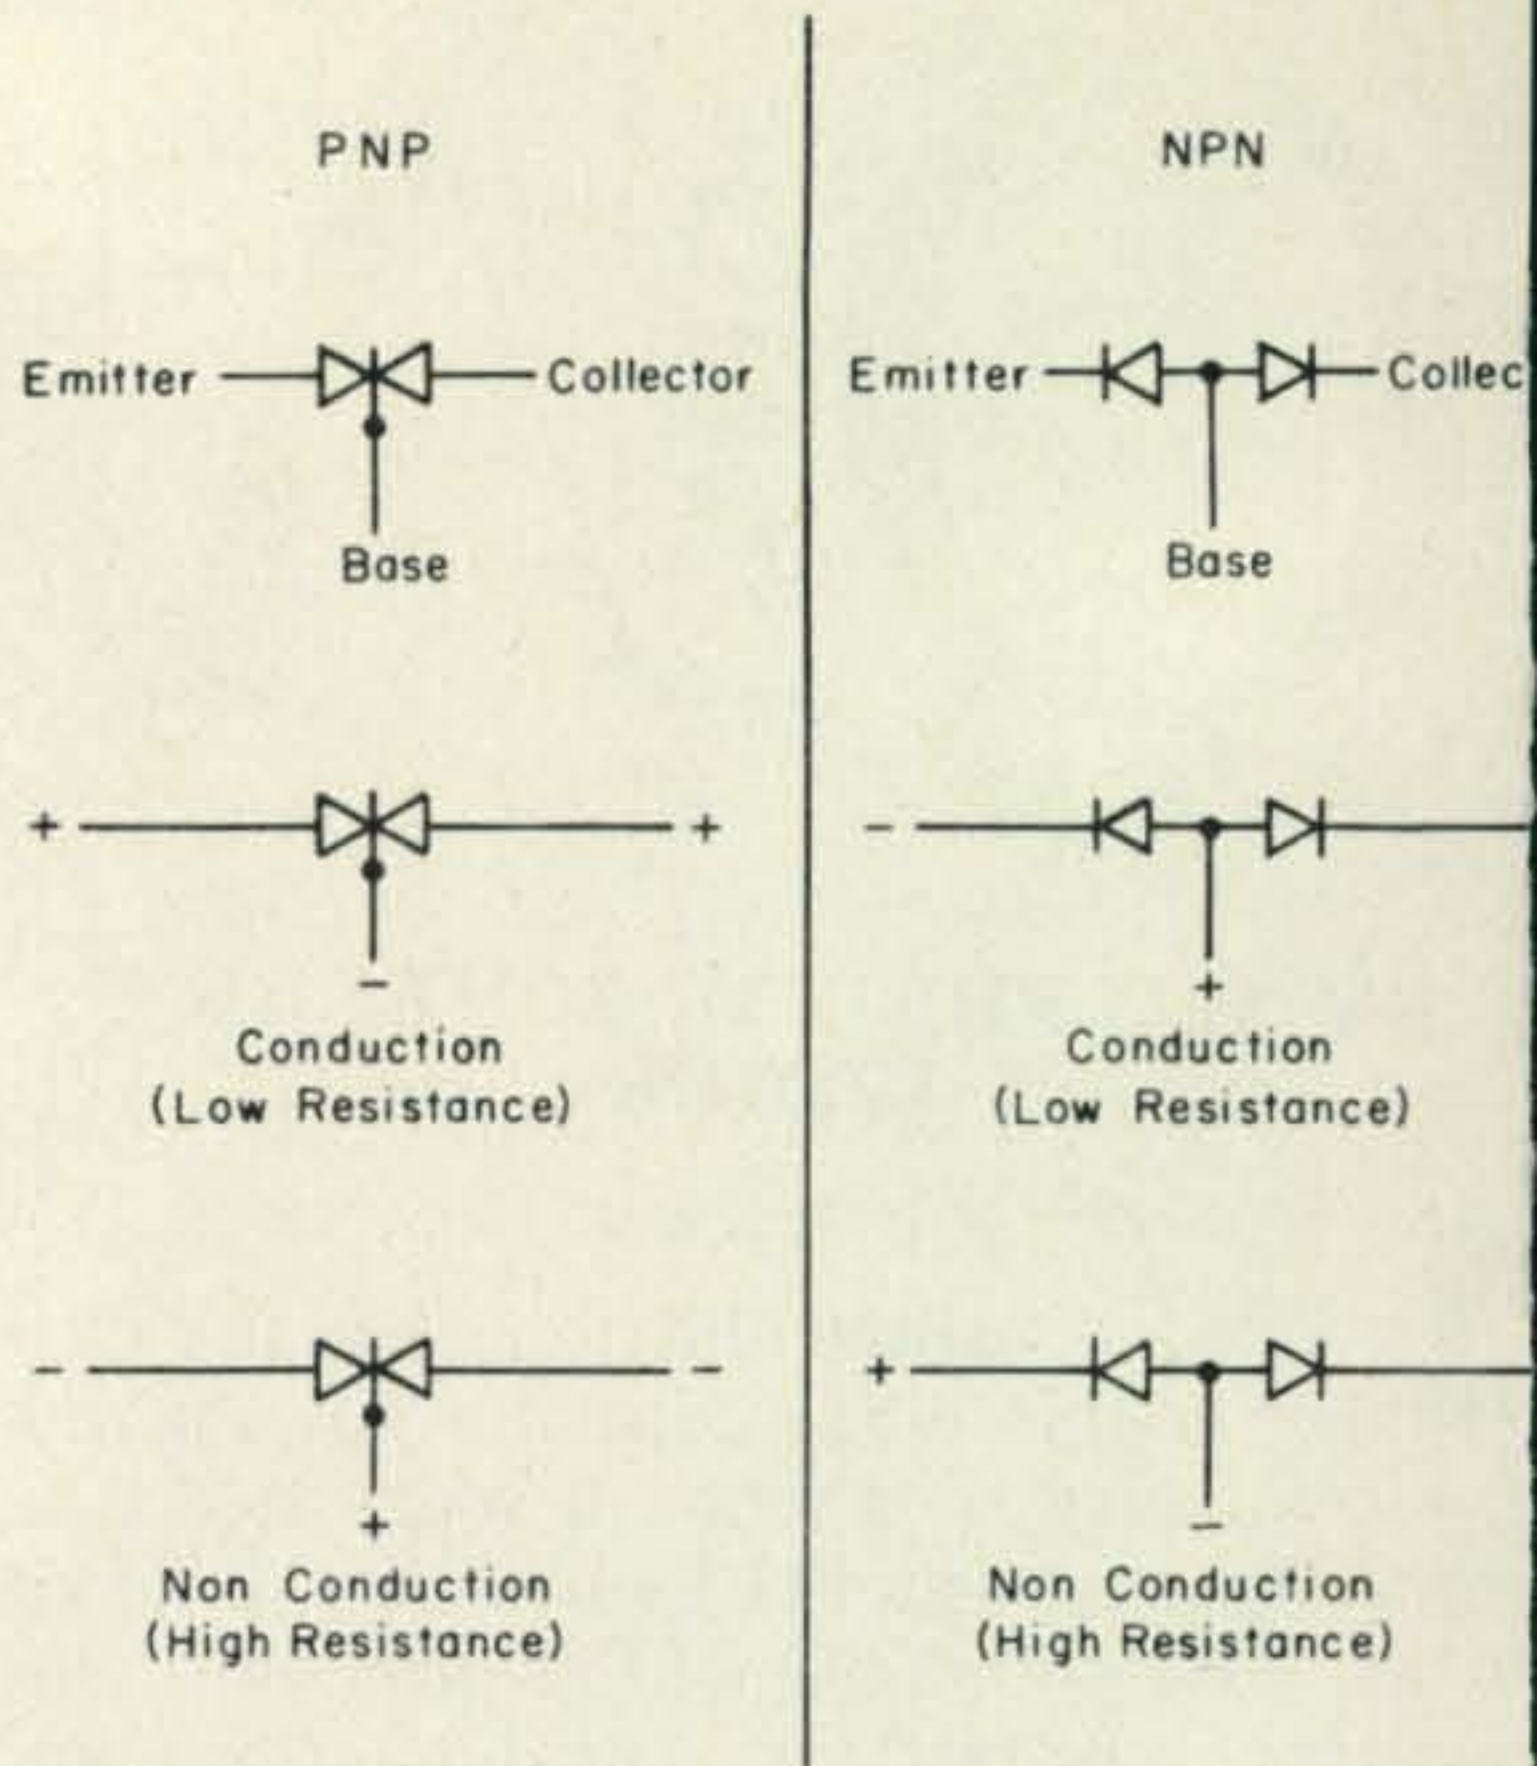 PNP
Emitter Collector
Base
+ +
−
Conduction
(Low Resistance)
− −
+
Non Conduction
(High Resistance)
NPN
Emitter Collec
Base
−
+
Conduction
(Low Resistance)
+
−
Non Conduction
(High Resistance)